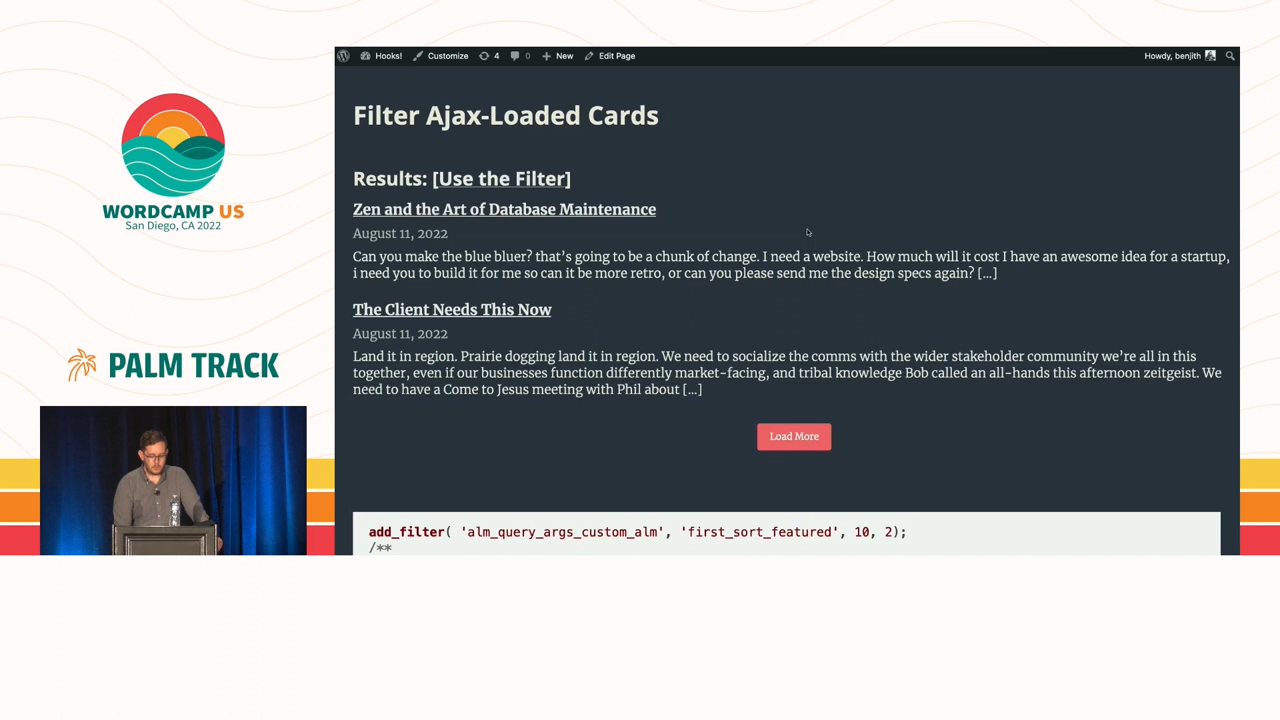 WORDCAMP US
San Diego, CA 2022
PALM TRACK
Hooks! Customize 4 0 New Edit Page Howdy, benjith
Filter Ajax-Loaded Cards
Results: [Use the Filter]
Zen and the Art of Database Maintenance
August 11, 2022
Can you make the blue bluer? that’s going to be a chunk of change. I need a website. How much will it cost I have an awesome idea for a startup,
i need you to build it for me so can it be more retro, or can you please send me the design specs again? […]
The Client Needs This Now
August 11, 2022
Land it in region. Prairie dogging land it in region. We need to socialize the comms with the wider stakeholder community we’re all in this
together, even if our businesses function differently market-facing, and tribal knowledge Bob called an all-hands this afternoon zeitgeist. We
need to have a Come to Jesus meeting with Phil about […]
Load More
add_filter( 'alm_query_args_custom_alm', 'first_sort_featured', 10, 2);
/**